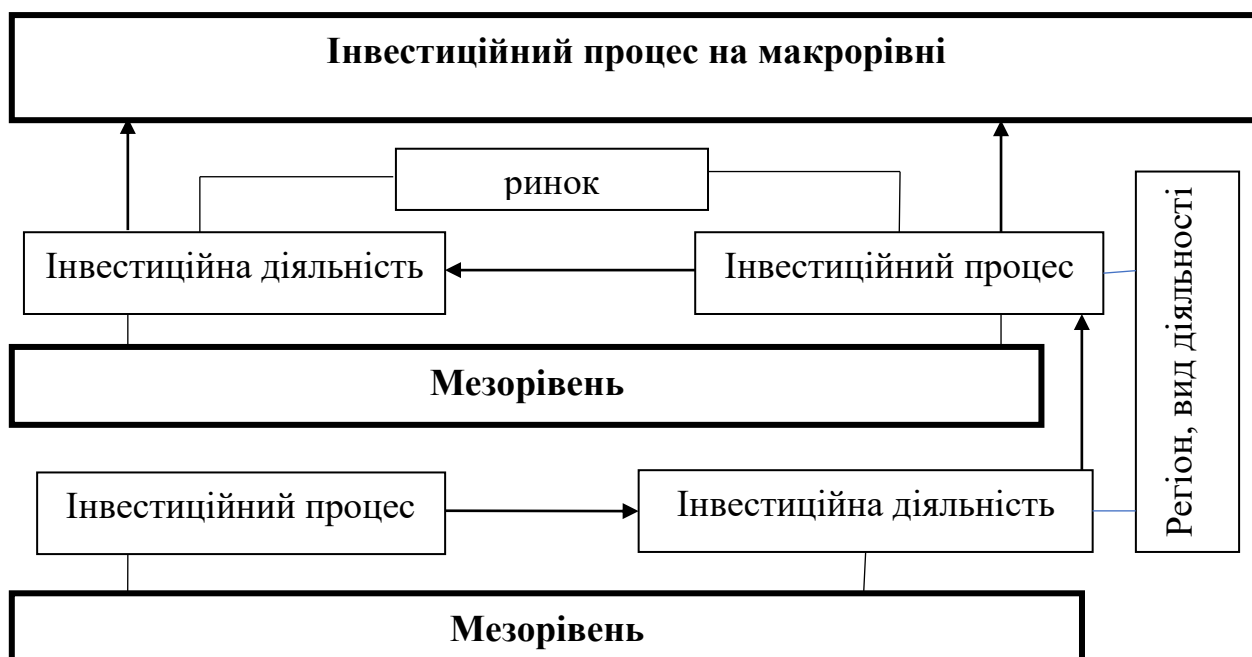 Інвестиційний процес на макрорівні
ринок
Інвестиційна діяльність
Інвестиційний процес
Регіон, вид діяльності
Мезорівень
Інвестиційний процес
Інвестиційна діяльність
Мезорівень